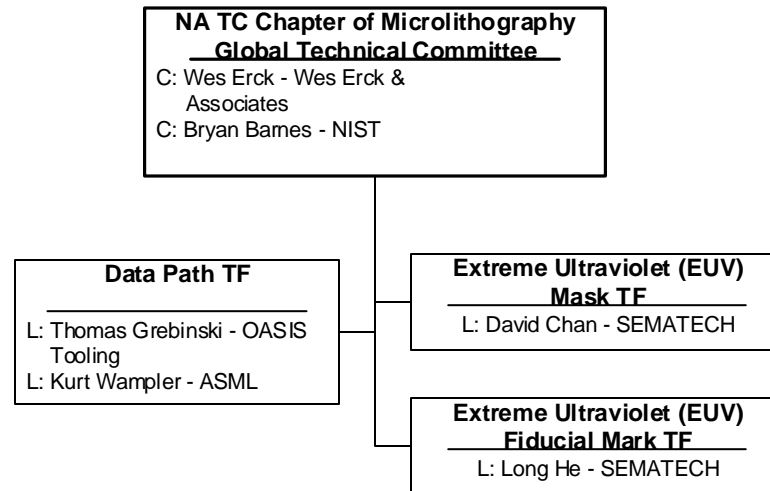 NA TC Chapter of Microlithography
Global Technical Committee
C: Wes Erck - Wes Erck &
Associates
C: Bryan Barnes - NIST
Data Path TF
L: Thomas Grebinski - OASIS
Tooling
L: Kurt Wampler - ASML
Extreme Ultraviolet (EUV)
Mask TF
L: David Chan - SEMATECH
Extreme Ultraviolet (EUV)
Fiducial Mark TF
L: Long He - SEMATECH